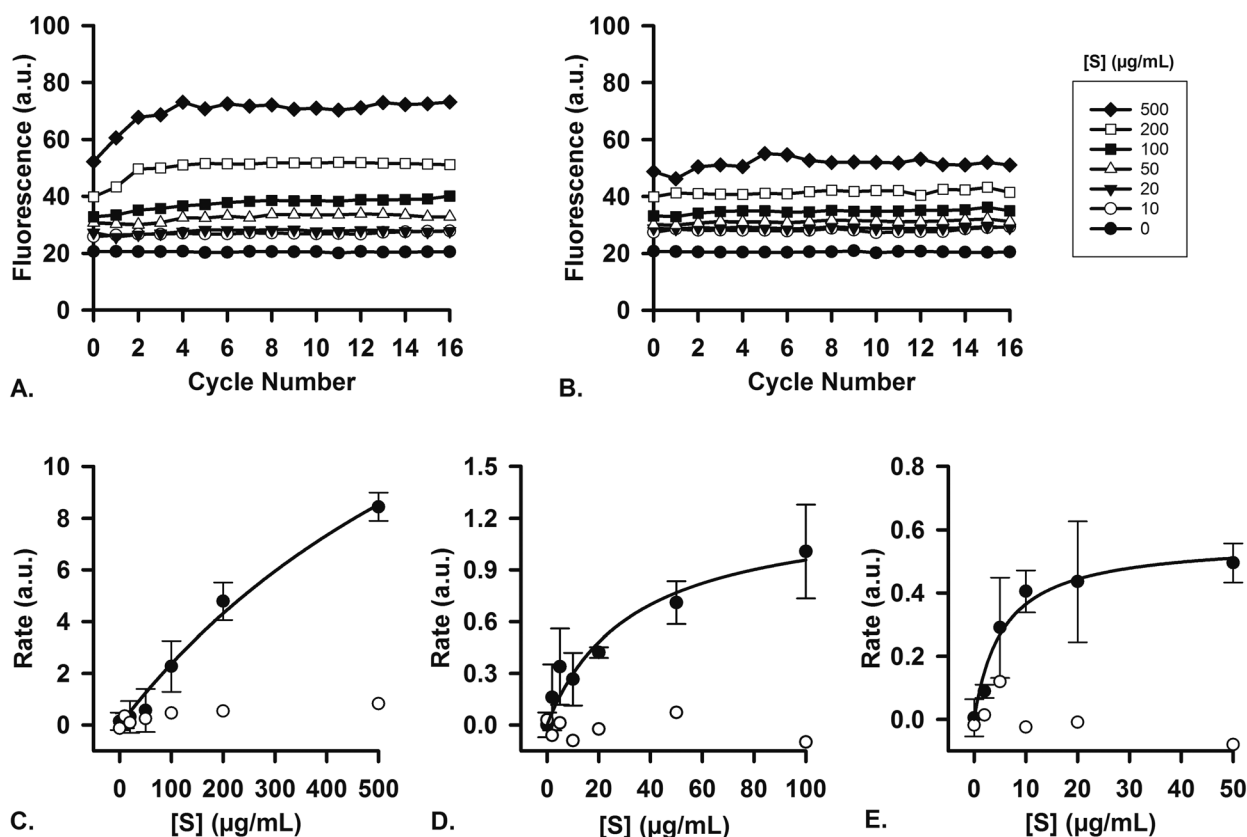 100
80
60
40
20
0
Fluorescence (a.u.)
0 2 4 6 8 10 12 14 16
Cycle Number
A.
100
80
60
40
20
0
Fluorescence (a.u.)
0 2 4 6 8 10 12 14 16
Cycle Number
B.
[S] (µg/mL)
500
200
100
50
20
10
0
10
8
6
4
2
0
Rate (a.u.)
0 100 200 300 400 500
[S] (µg/mL)
C.
1.5
1.2
0.9
0.6
0.3
0.0
Rate (a.u.)
0 20 40 60 80 100
[S] (µg/mL)
D.
0.8
0.6
0.4
0.2
0.0
Rate (a.u.)
0 10 20 30 40 50
[S] (µg/mL)
E.